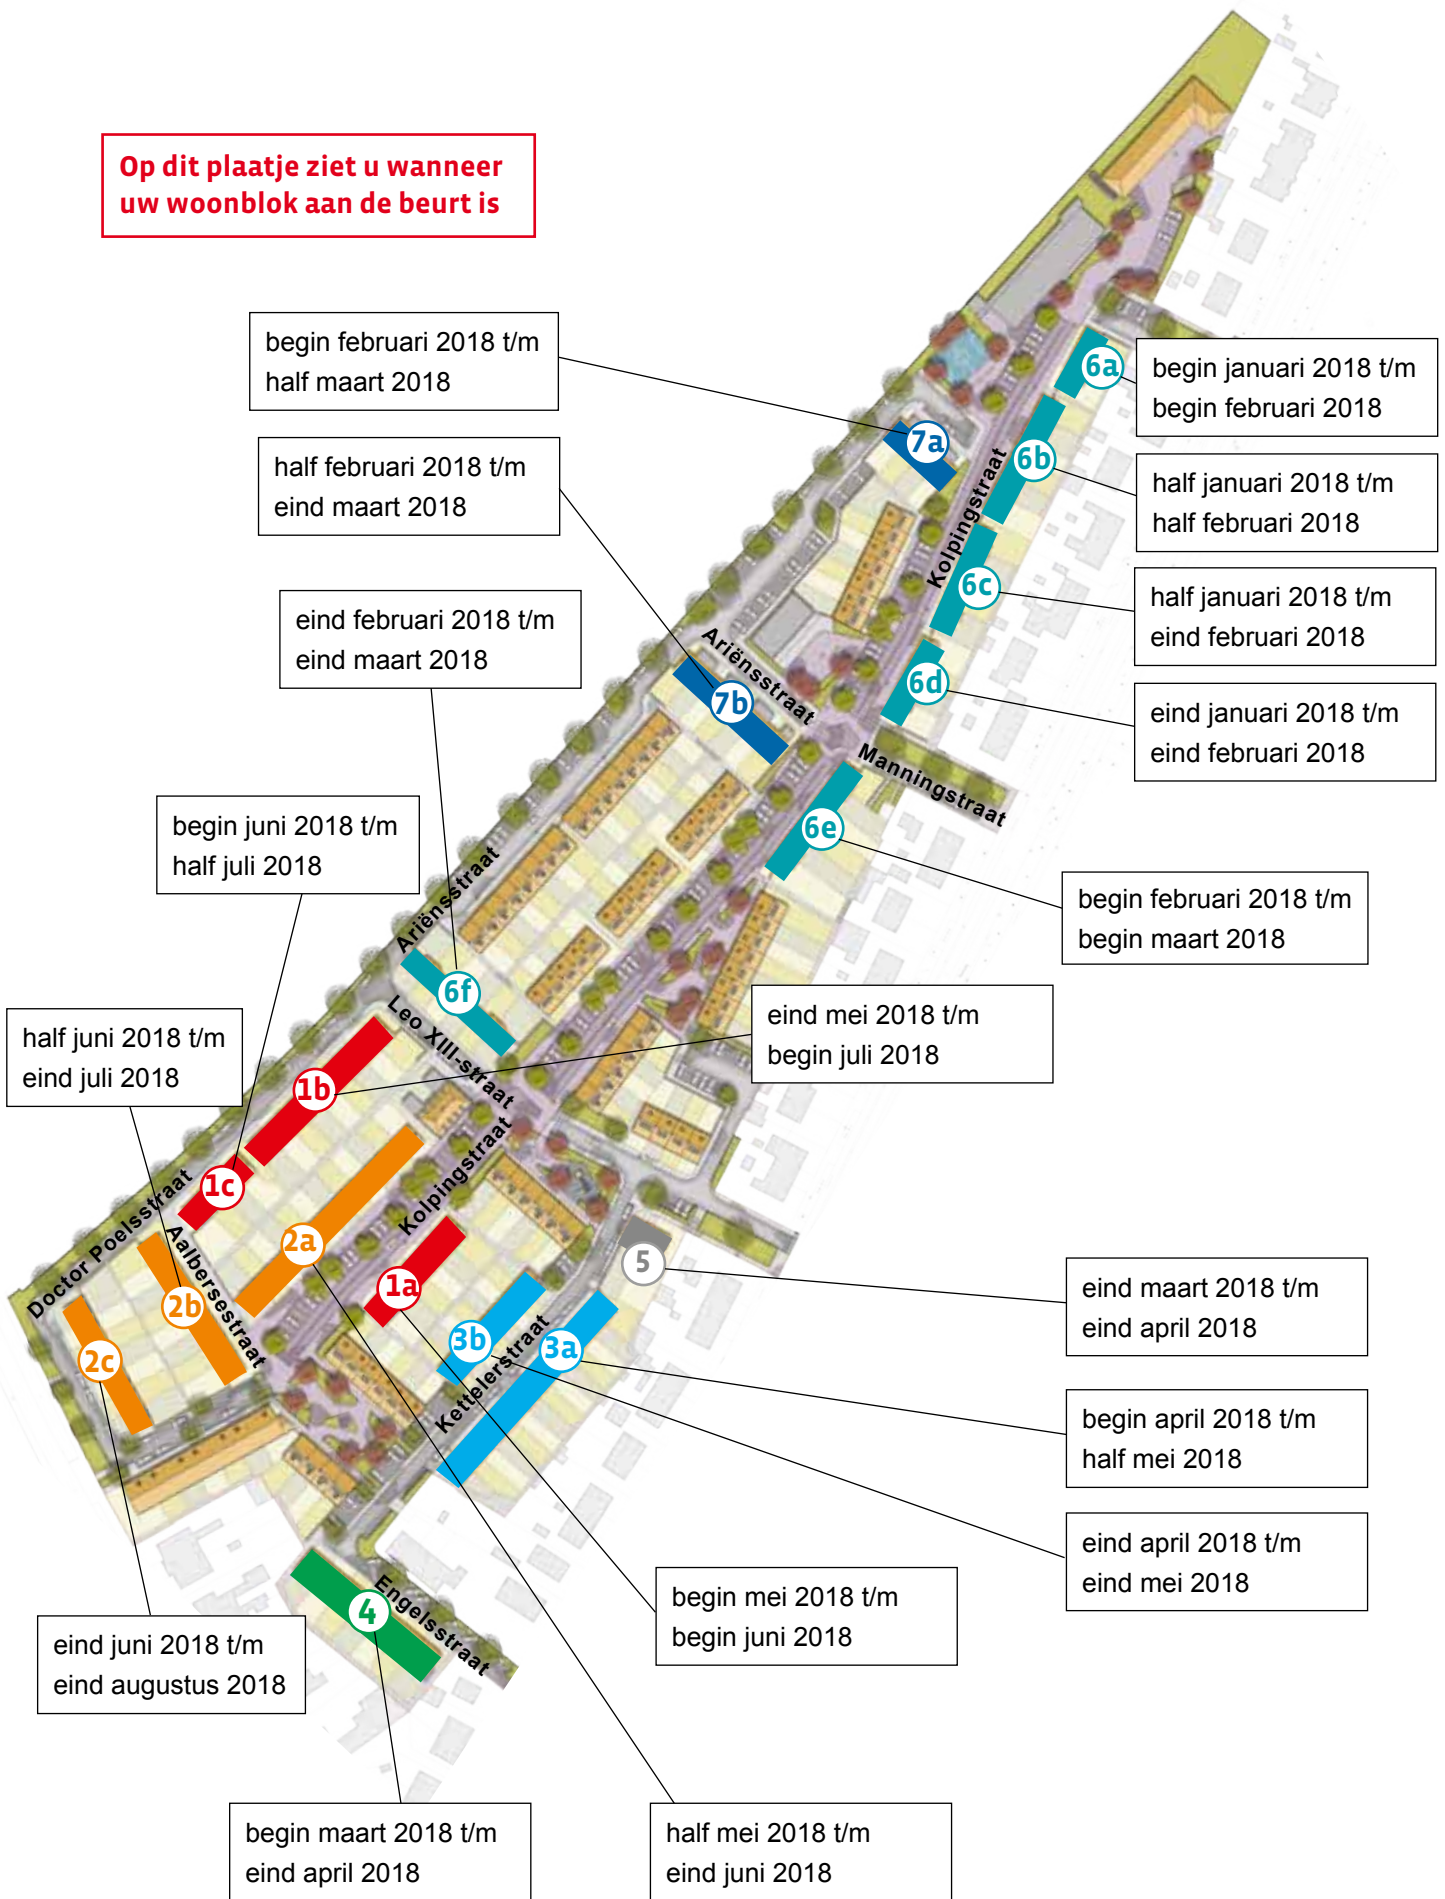 Op dit plaatje ziet u wanneer
uw woonblok aan de beurt is
begin februari 2018 t/m
half maart 2018
6a
begin januari 2018 t/m
begin februari 2018
7a
half februari 2018 t/m
eind maart 2018
6b
half januari 2018 t/m
half februari 2018
Kolpingstraat
6c
half januari 2018 t/m
eind februari 2018
eind februari 2018 t/m
eind maart 2018
Ariënsstraat
7b
6d
eind januari 2018 t/m
eind februari 2018
Manningstraat
begin juni 2018 t/m
half juli 2018
6e
begin februari 2018 t/m
begin maart 2018
Ariënsstraat
6f
Leo XIII-straat
half juni 2018 t/m
eind juli 2018
eind mei 2018 t/m
begin juli 2018
1b
1c
Kolpingstraat
Doctor Poelsstraat
Aalbersestraat
2a
1a
5
eind maart 2018 t/m
eind april 2018
2b
2c
3b
3a
Kettelerstraat
begin april 2018 t/m
half mei 2018
eind april 2018 t/m
eind mei 2018
4
Engelsstraat
begin mei 2018 t/m
begin juni 2018
eind juni 2018 t/m
eind augustus 2018
begin maart 2018 t/m
eind april 2018
half mei 2018 t/m
eind juni 2018